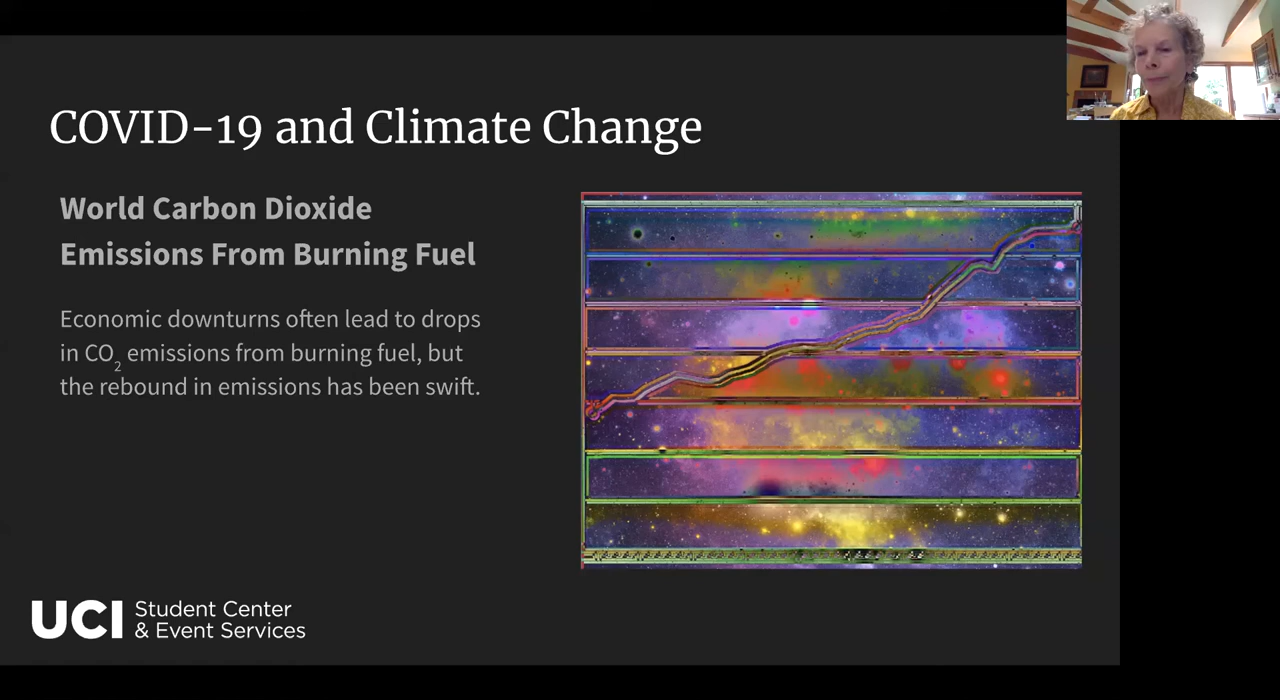 COVID-19 and Climate Change
World Carbon Dioxide
Emissions From Burning Fuel
Economic downturns often lead to drops
in CO₂ emissions from burning fuel, but
the rebound in emissions has been swift.
UCI Student Center
& Event Services